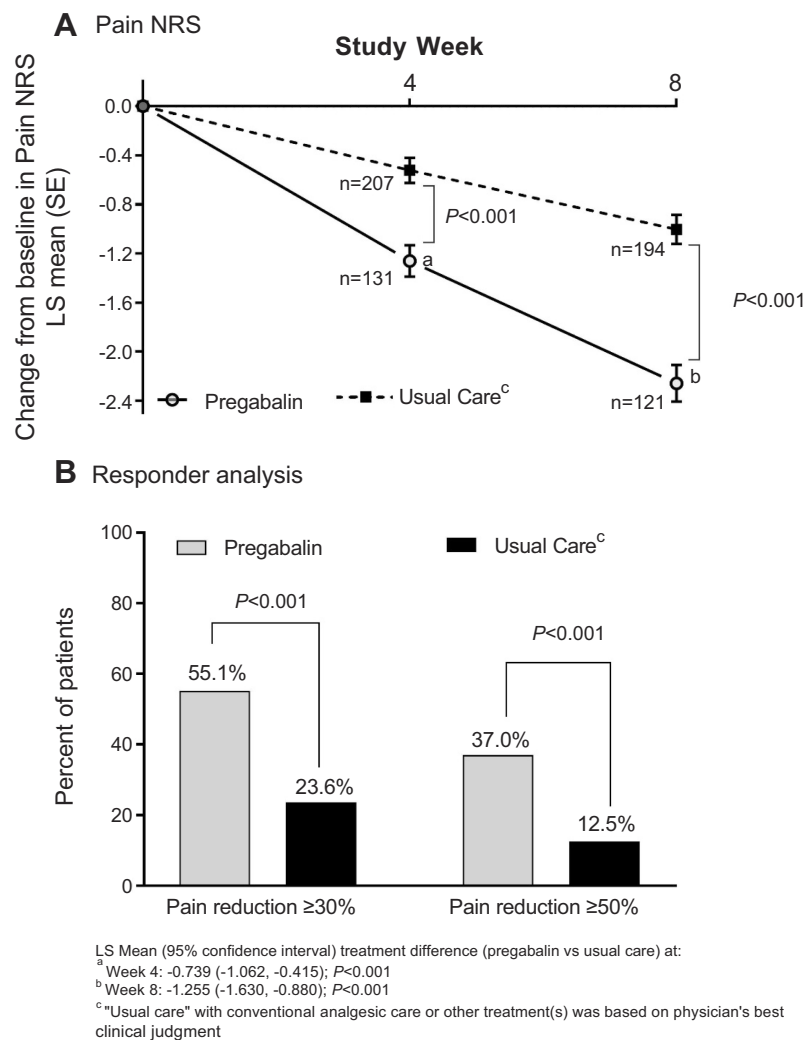 A Pain NRS
Study Week
4 8
0.0
-0.4
-0.8
-1.2
-1.6
-2.0
-2.4
Change from baseline in Pain NRS
LS mean (SE)
n=207
P<0.001
n=131
a
n=194
P<0.001
b
n=121
Pregabalin Usual Careᶜ
B Responder analysis
100
80
60
40
20
0
Percent of patients
Pregabalin Usual Careᶜ
P<0.001
P<0.001
55.1%
23.6%
37.0%
12.5%
Pain reduction ≥30% Pain reduction ≥50%
LS Mean (95% confidence interval) treatment difference (pregabalin vs usual care) at:
ᵃ Week 4: -0.739 (-1.062, -0.415); P<0.001
ᵇ Week 8: -1.255 (-1.630, -0.880); P<0.001
ᶜ "Usual care" with conventional analgesic care or other treatment(s) was based on physician's best
clinical judgment